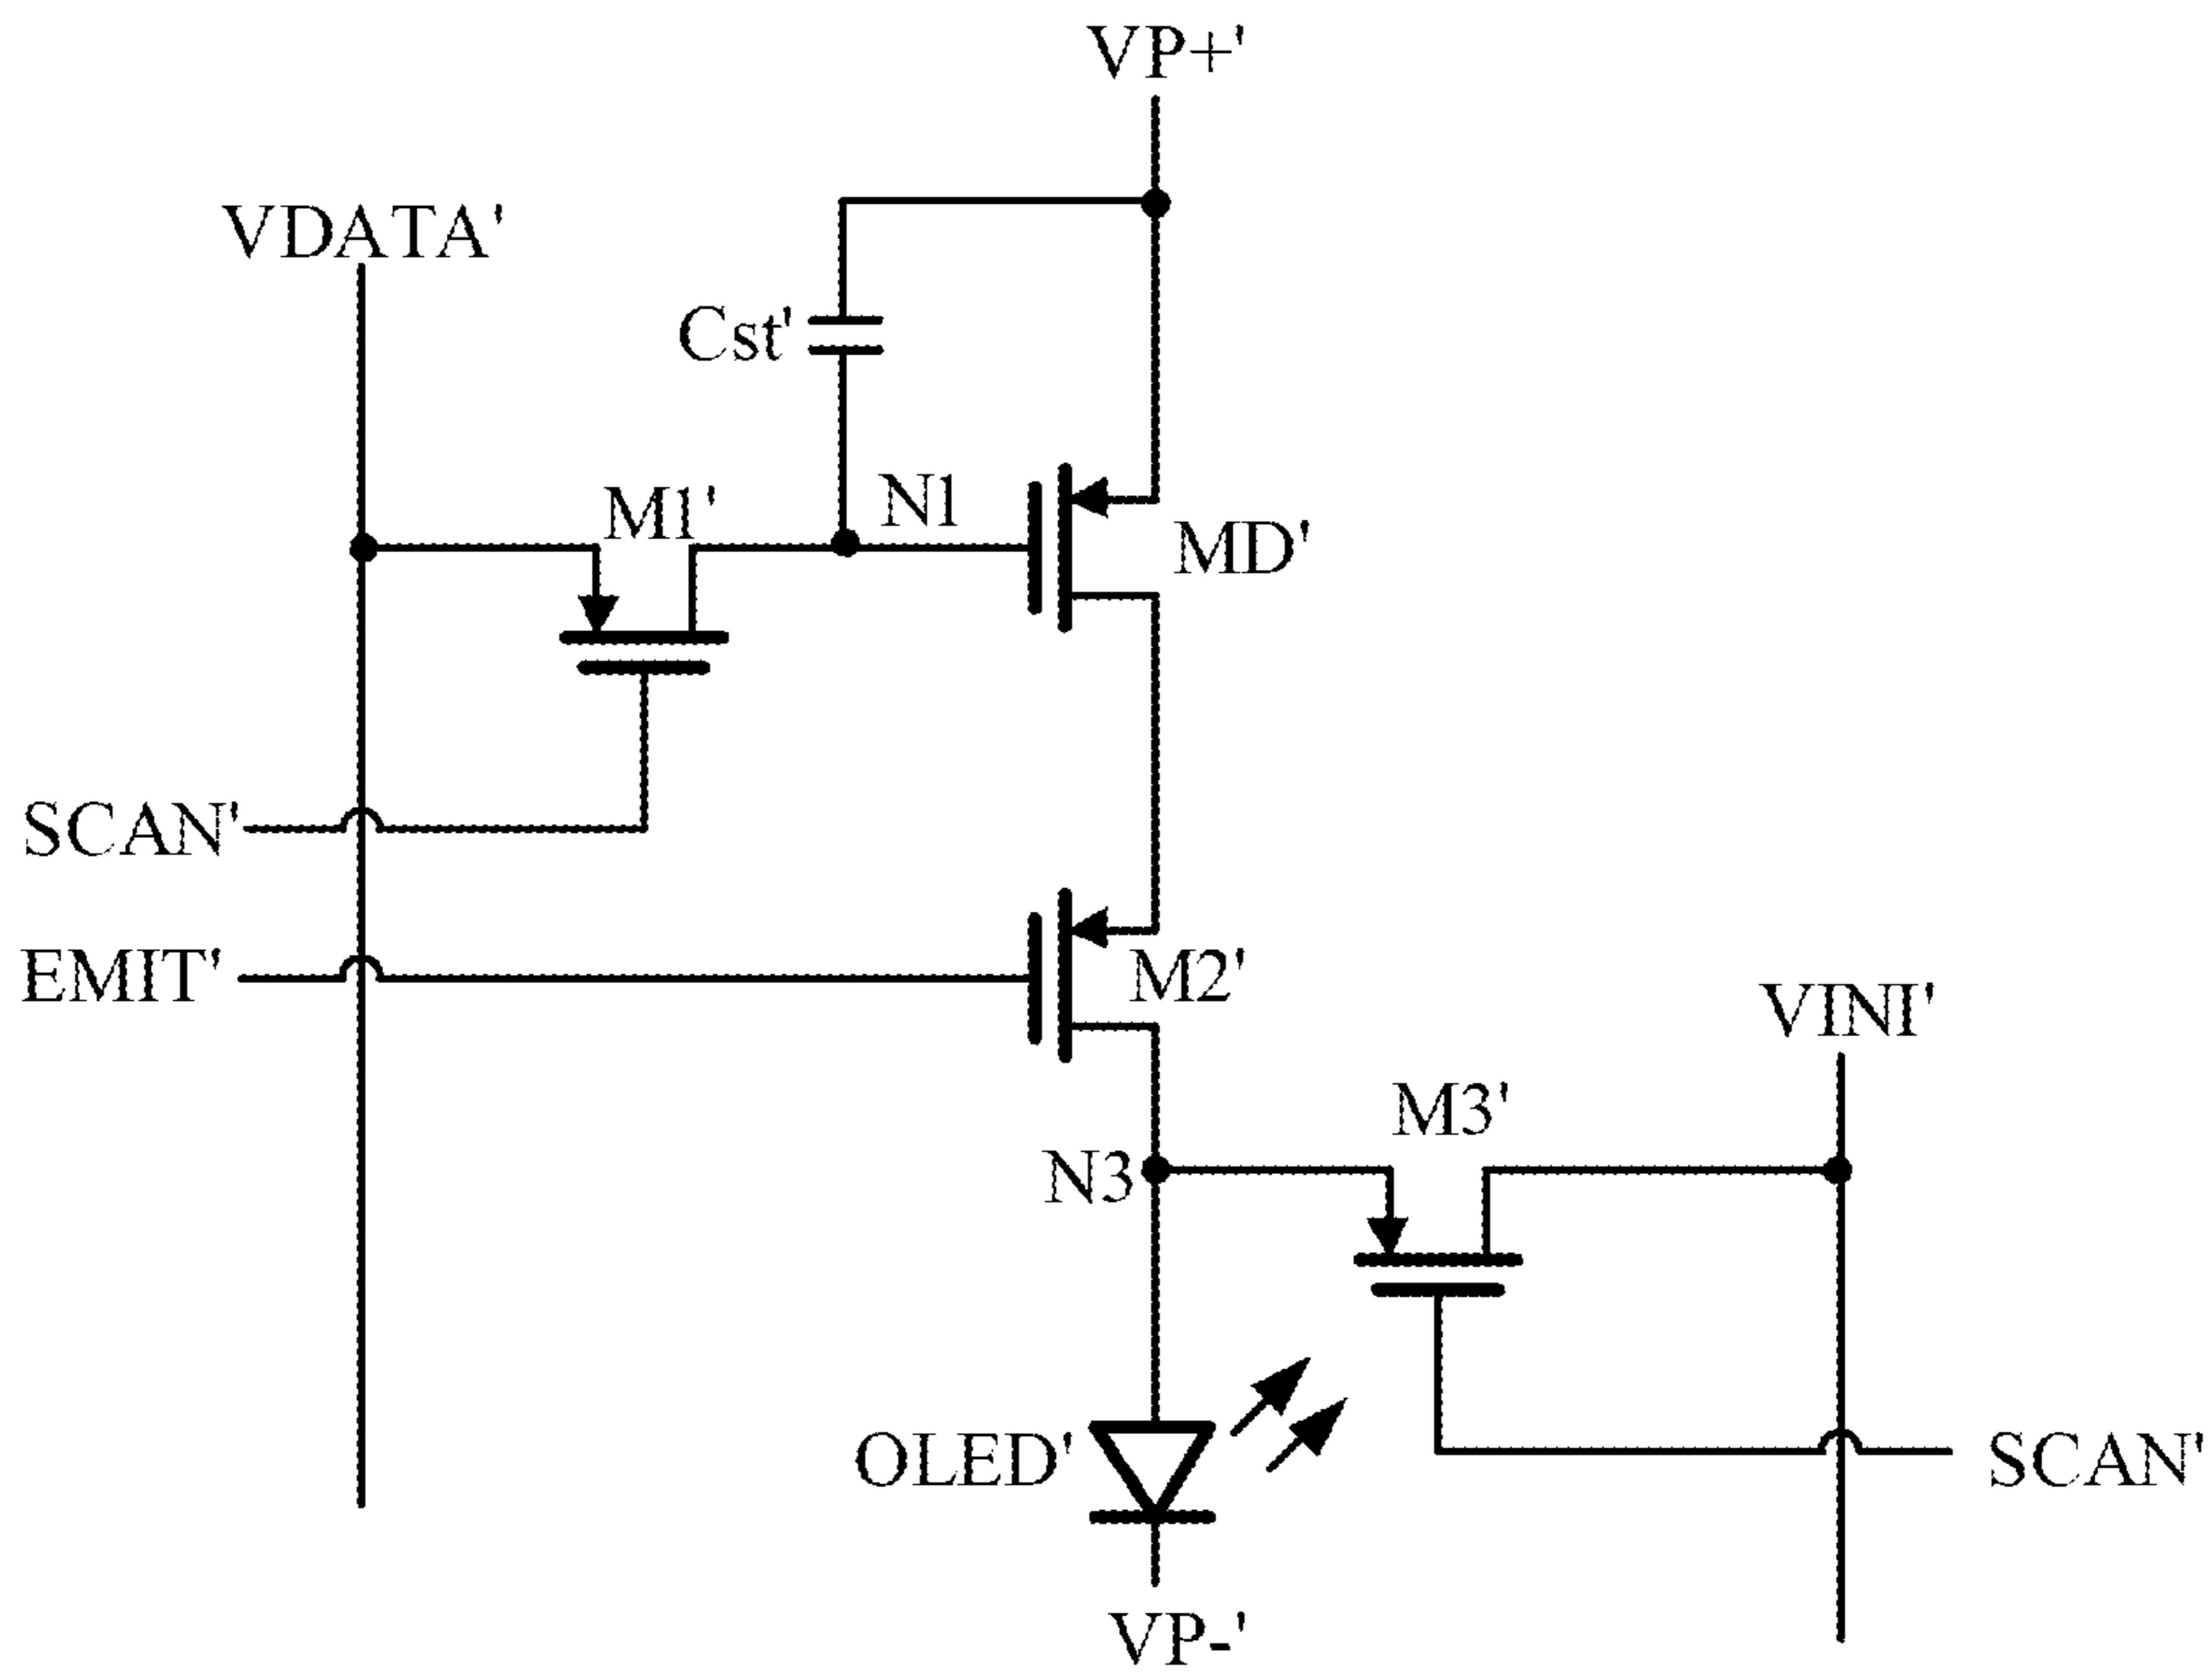 VP+'
VDATA'
Cst'
N1
M1'
MD'
SCAN'
EMIT'
M2'
VINI'
M3'
N3
OLED'
SCAN'
VP-'